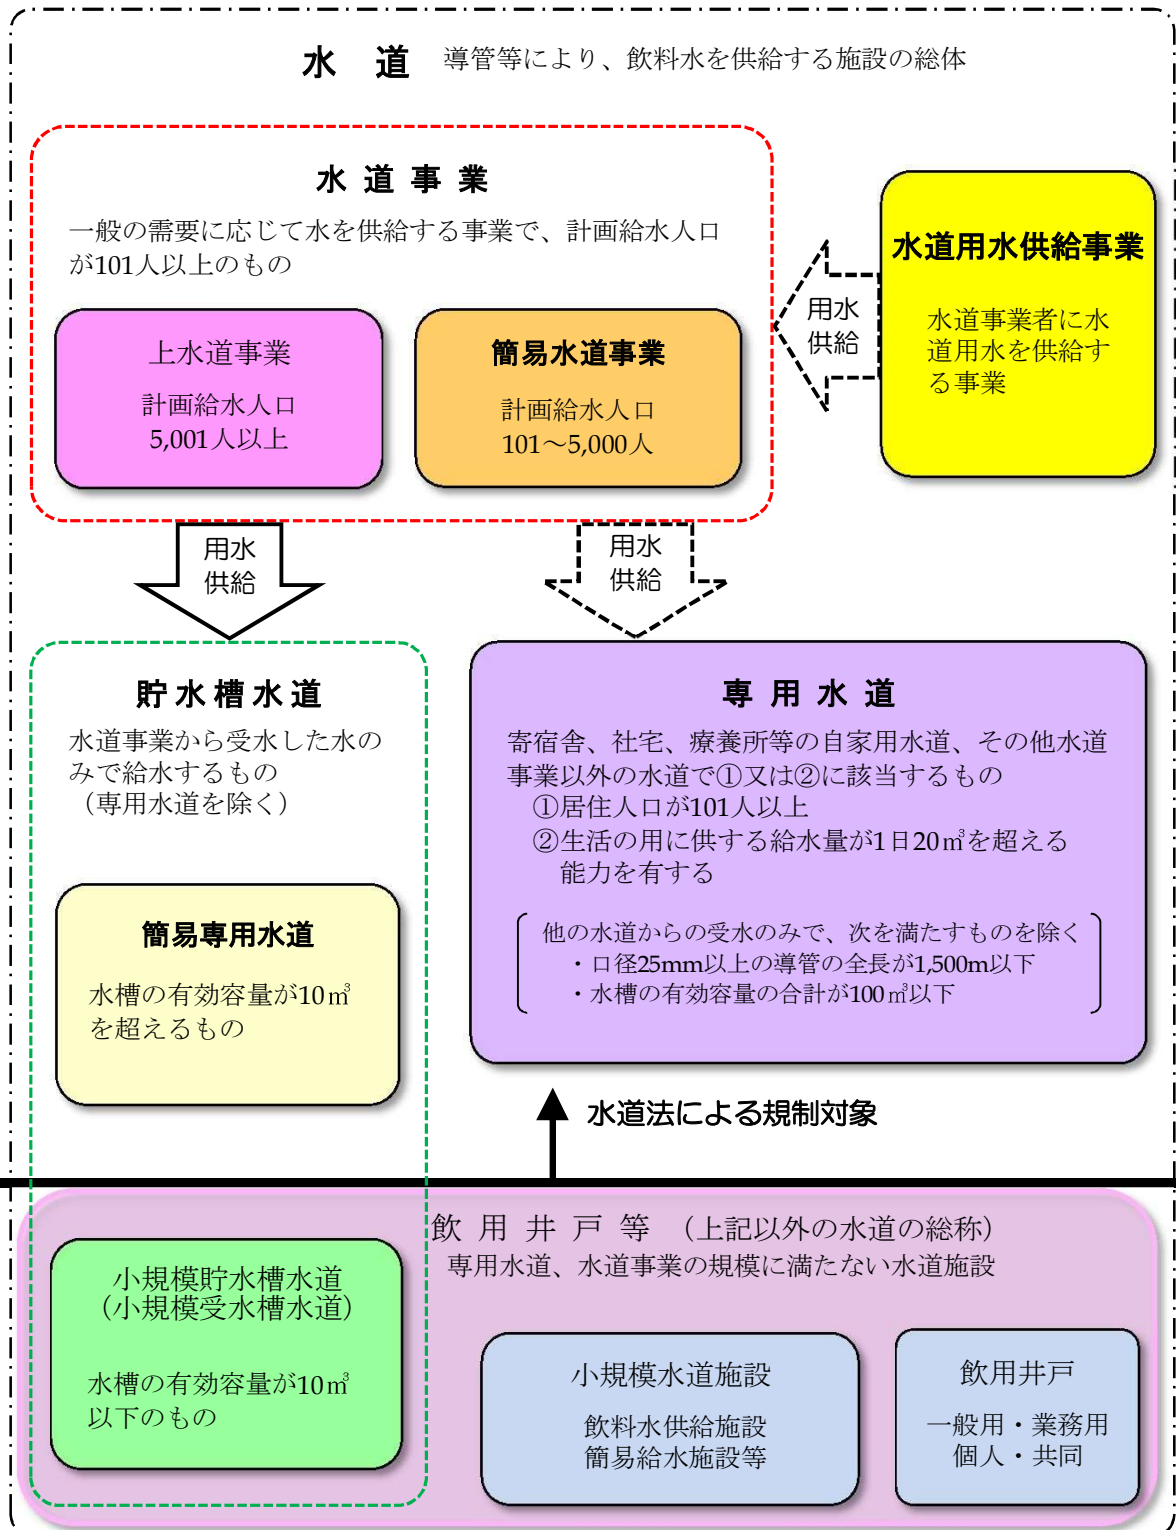 水　道　導管等により、飲料水を供給する施設の総体
水 道 事 業
一般の需要に応じて水を供給する事業で、計画給水人口
が101人以上のもの
上水道事業
計画給水人口
5,001人以上
簡易水道事業
計画給水人口
101～5,000人
用水
供給
水道用水供給事業
水道事業者に水
道用水を供給す
る事業
用水
供給
用水
供給
貯水槽水道
水道事業から受水した水の
みで給水するもの
（専用水道を除く）
簡易専用水道
水槽の有効容量が10㎥
を超えるもの
専 用 水 道
寄宿舎、社宅、療養所等の自家用水道、その他水道
事業以外の水道で①又は②に該当するもの
①居住人口が101人以上
②生活の用に供する給水量が1日20㎥を超える
能力を有する
他の水道からの受水のみで、次を満たすものを除く
・口径25mm以上の導管の全長が1,500m以下
・水槽の有効容量の合計が100㎥以下
水道法による規制対象
飲 用 井 戸 等 （上記以外の水道の総称）
専用水道、水道事業の規模に満たない水道施設
小規模貯水槽水道
（小規模受水槽水道）
水槽の有効容量が10㎥
以下のもの
小規模水道施設
飲料水供給施設
簡易給水施設等
飲用井戸
一般用・業務用
個人・共同